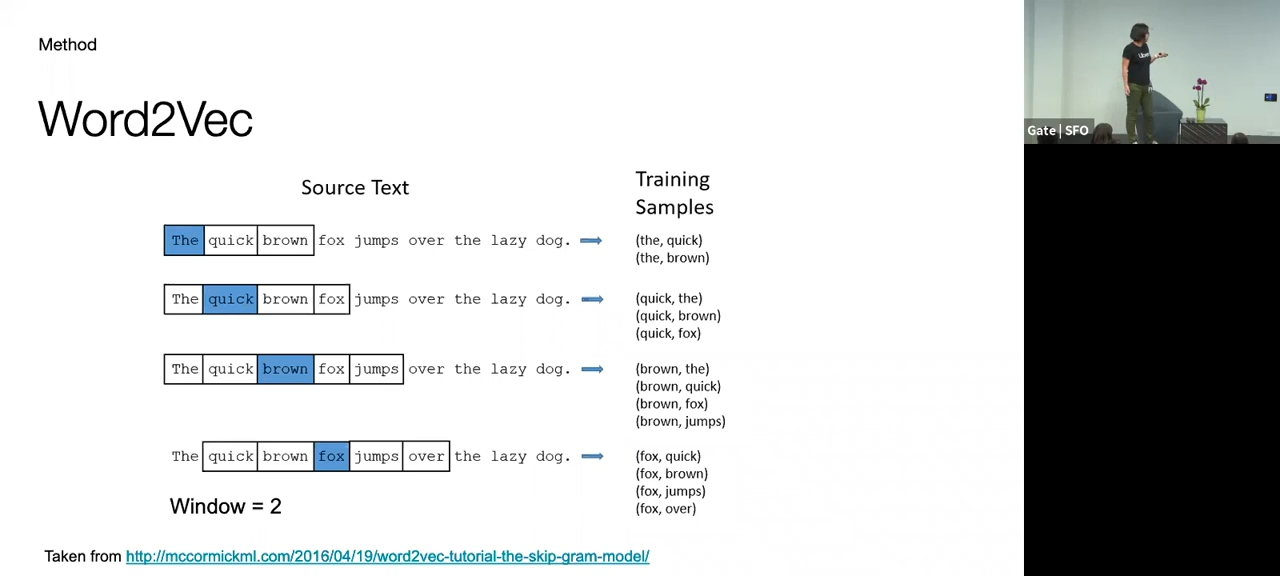 Method
Word2Vec
Source Text
Training
Samples
The quick brown fox jumps over the lazy dog.
(the, quick)
(the, brown)
The quick brown fox jumps over the lazy dog.
(quick, the)
(quick, brown)
(quick, fox)
The quick brown fox jumps over the lazy dog.
(brown, the)
(brown, quick)
(brown, fox)
(brown, jumps)
The quick brown fox jumps over the lazy dog.
(fox, quick)
(fox, brown)
(fox, jumps)
(fox, over)
Window = 2
Taken from http://mccormickml.com/2016/04/19/word2vec-tutorial-the-skip-gram-model/
Gate | SFO